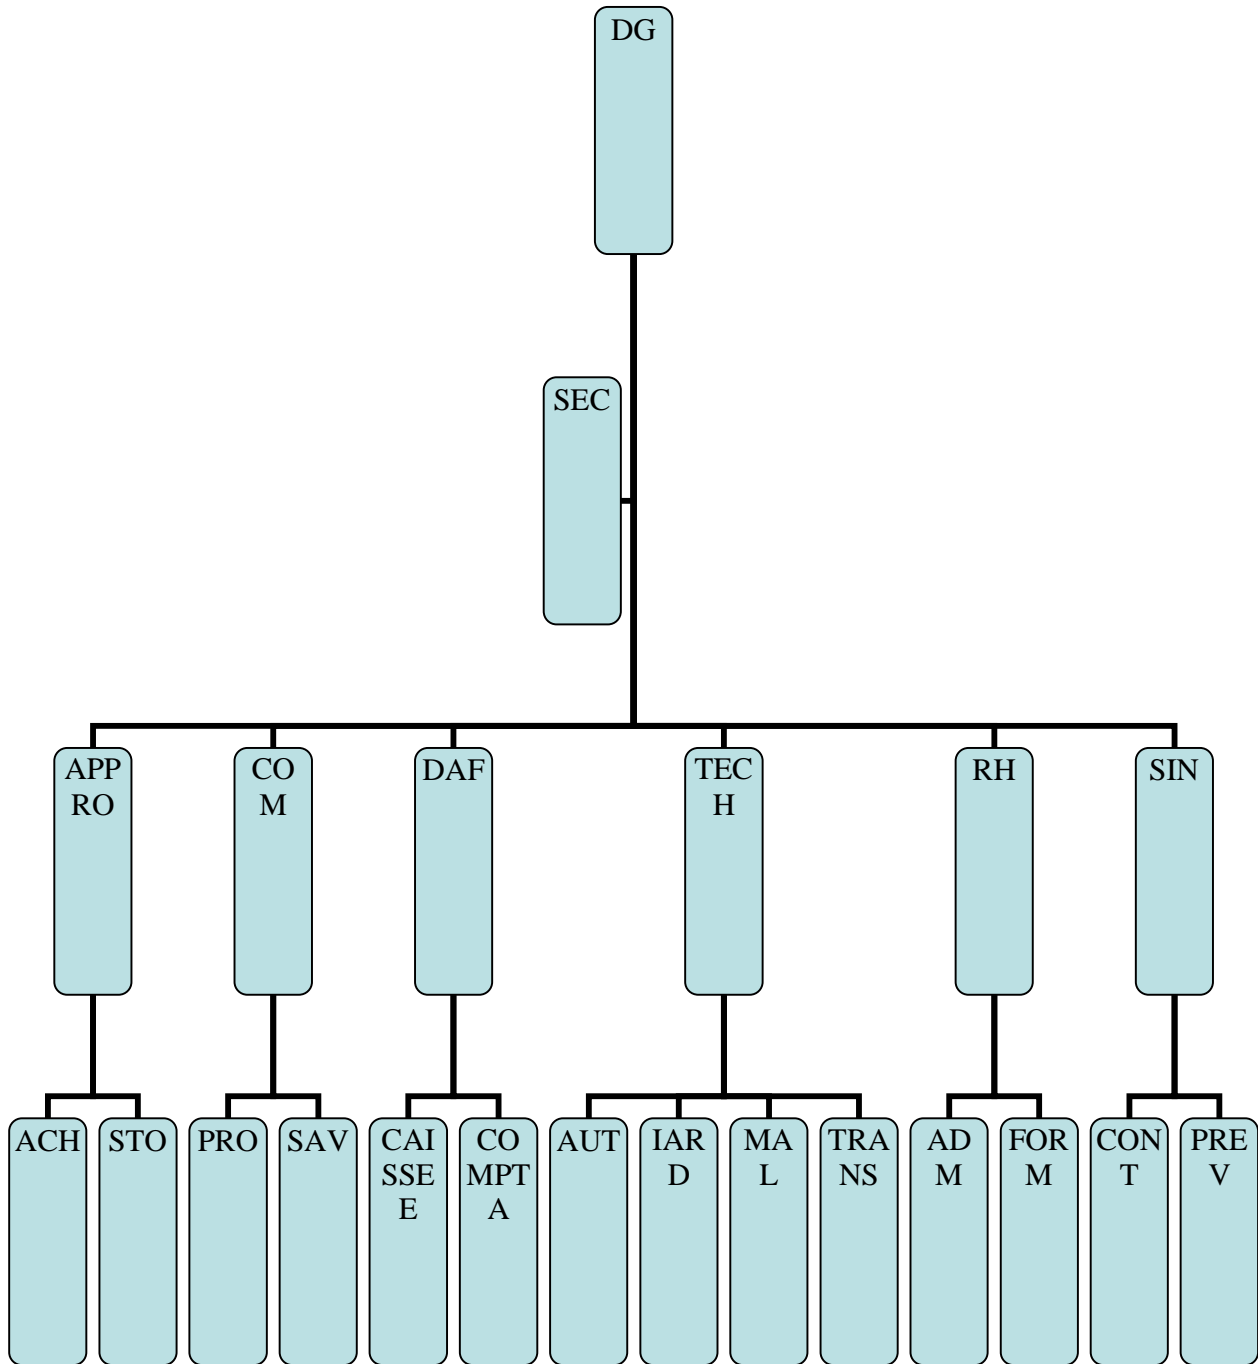 DG
SEC
APP
RO
CO
M
DAF
TEC
H
RH
SIN
ACH
STO
PRO
SAV
CAI
SSE
E
CO
MPT
A
AUT
IAR
D
MA
L
TRA
NS
AD
M
FOR
M
CON
T
PRE
V